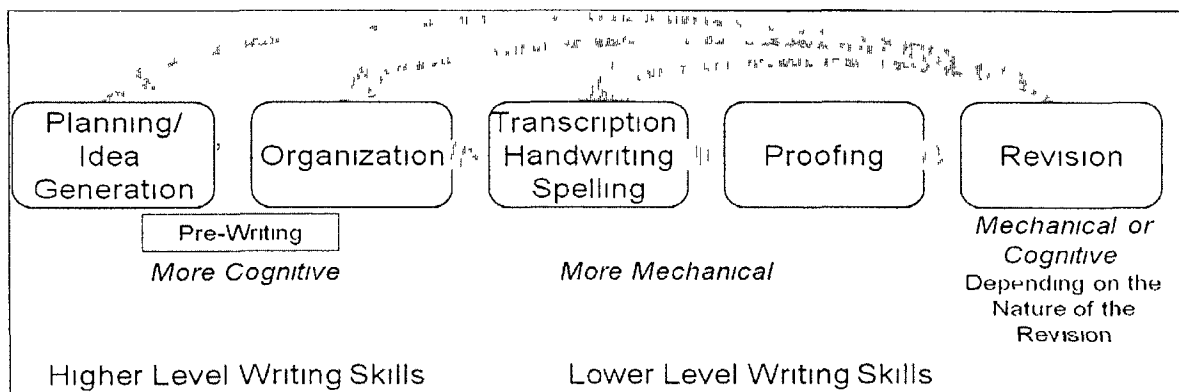 Planning/
Idea
Generation
Organization
Transcription
Handwriting
Spelling
Proofing
Revision
Pre-Writing
More Cognitive
More Mechanical
Mechanical or
Cognitive
Depending on the
Nature of the
Revision
Higher Level Writing Skills
Lower Level Writing Skills